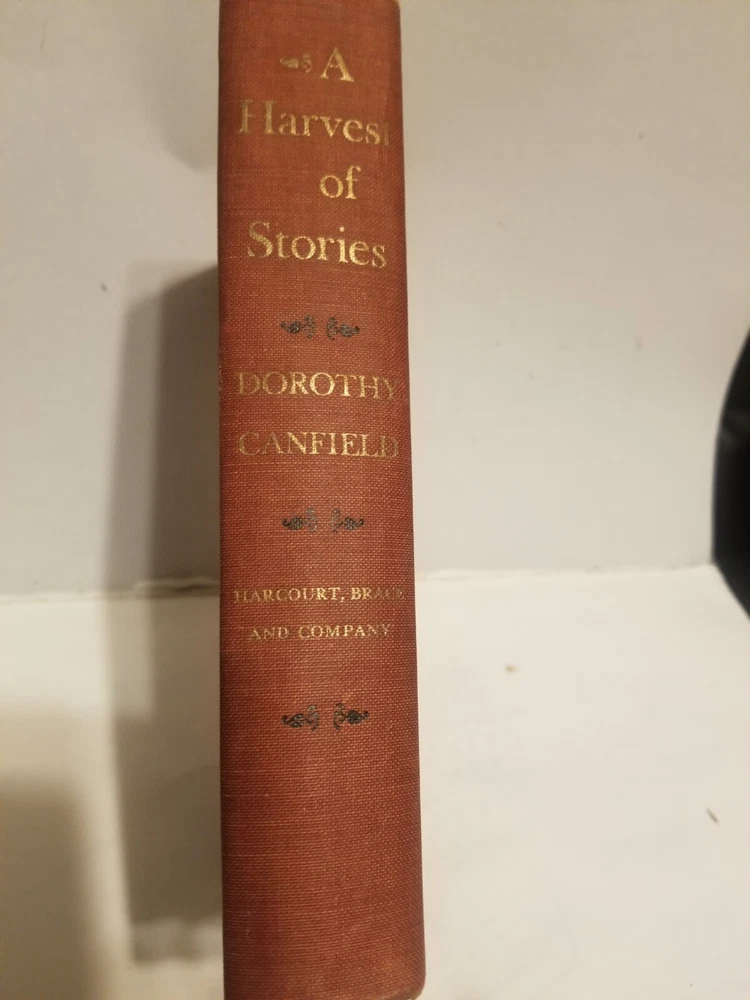 A
Harvest
of
Stories
DOROTHY
CANFIELD
HARCOURT, BRACE
AND COMPANY